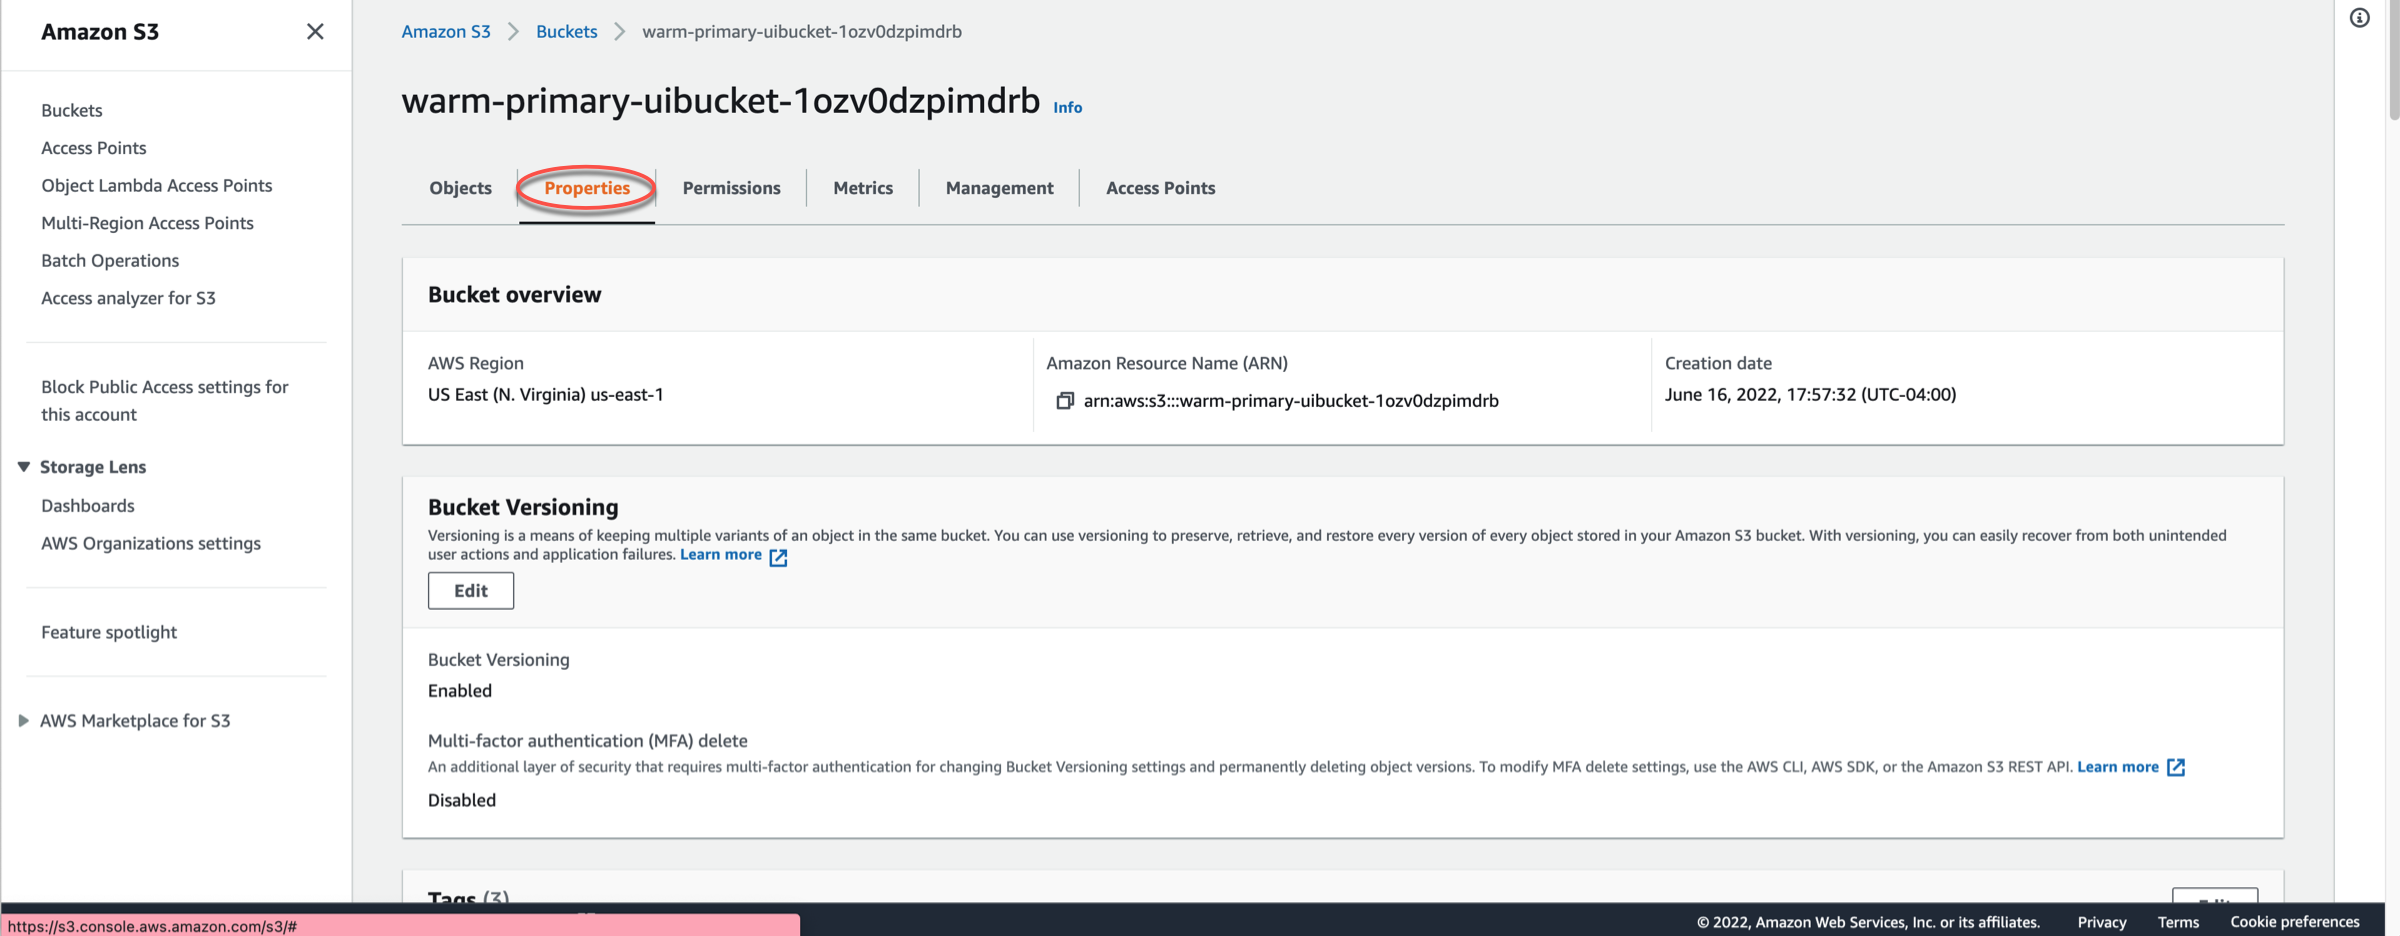 Amazon S3
Buckets
Access Points
Object Lambda Access Points
Multi-Region Access Points
Batch Operations
Access analyzer for S3
Block Public Access settings for
this account
Storage Lens
Dashboards
AWS Organizations settings
Feature spotlight
AWS Marketplace for S3
Amazon S3 Buckets warm-primary-uibucket-1ozv0dzpimdrb
warm-primary-uibucket-1ozv0dzpimdrb Info
Objects Properties Permissions Metrics Management Access Points
Bucket overview
AWS Region
US East (N. Virginia) us-east-1
Amazon Resource Name (ARN)
arn:aws:s3:::warm-primary-uibucket-1ozv0dzpimdrb
Creation date
June 16, 2022, 17:57:32 (UTC-04:00)
Bucket Versioning
Versioning is a means of keeping multiple variants of an object in the same bucket. You can use versioning to preserve, retrieve, and restore every version of every object stored in your Amazon S3 bucket. With versioning, you can easily recover from both unintended
user actions and application failures. Learn more
Edit
Bucket Versioning
Enabled
Multi-factor authentication (MFA) delete
An additional layer of security that requires multi-factor authentication for changing Bucket Versioning settings and permanently deleting object versions. To modify MFA delete settings, use the AWS CLI, AWS SDK, or the Amazon S3 REST API. Learn more
Disabled
Tags (3)
Edit
https://s3.console.aws.amazon.com/s3/#
© 2022, Amazon Web Services, Inc. or its affiliates. Privacy Terms Cookie preferences